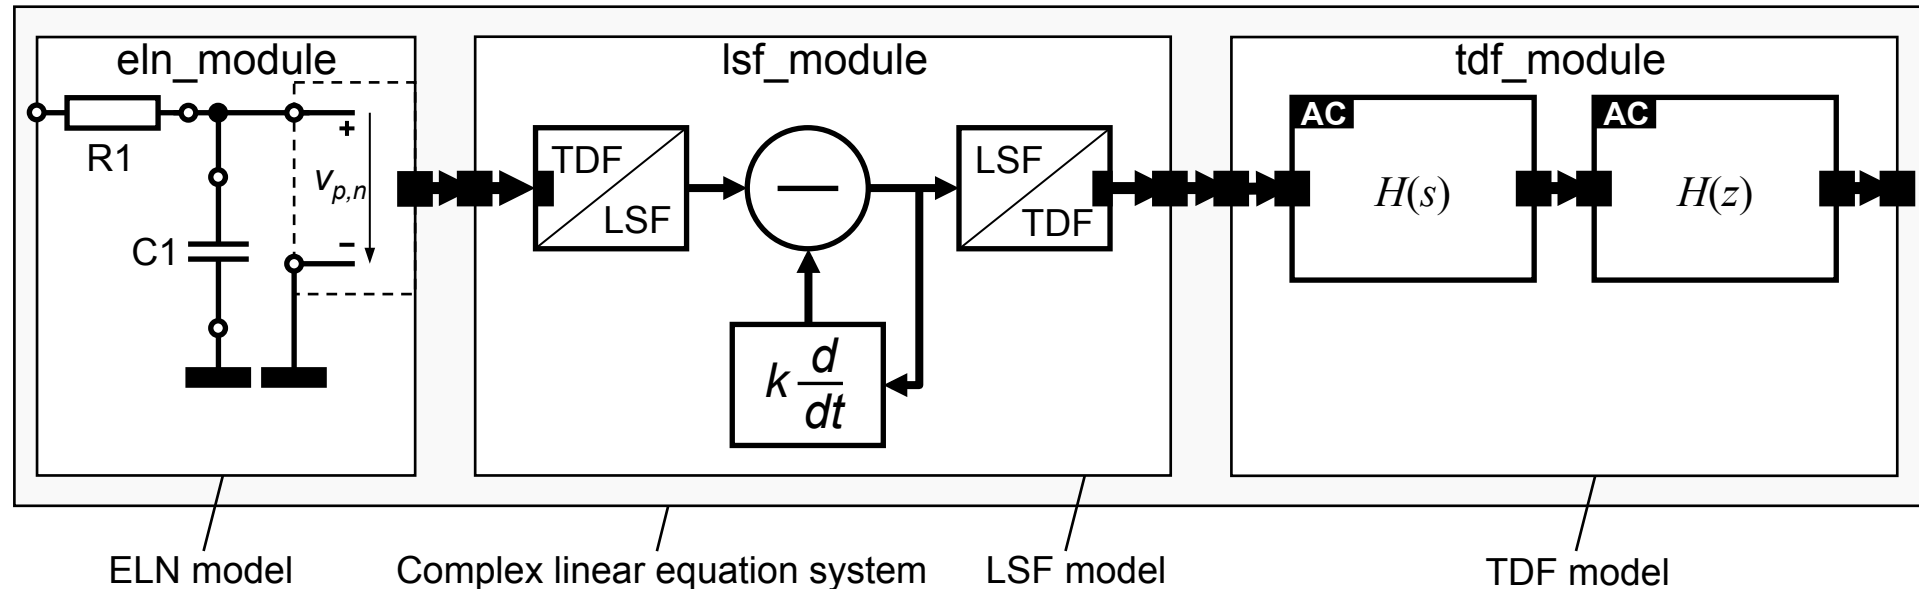 eln_module
R1
C1
+
v_{p,n}
−
lsf_module
TDF
LSF
—
k d/dt
LSF
TDF
tdf_module
AC
H(s)
AC
H(z)
ELN model
Complex linear equation system
LSF model
TDF model